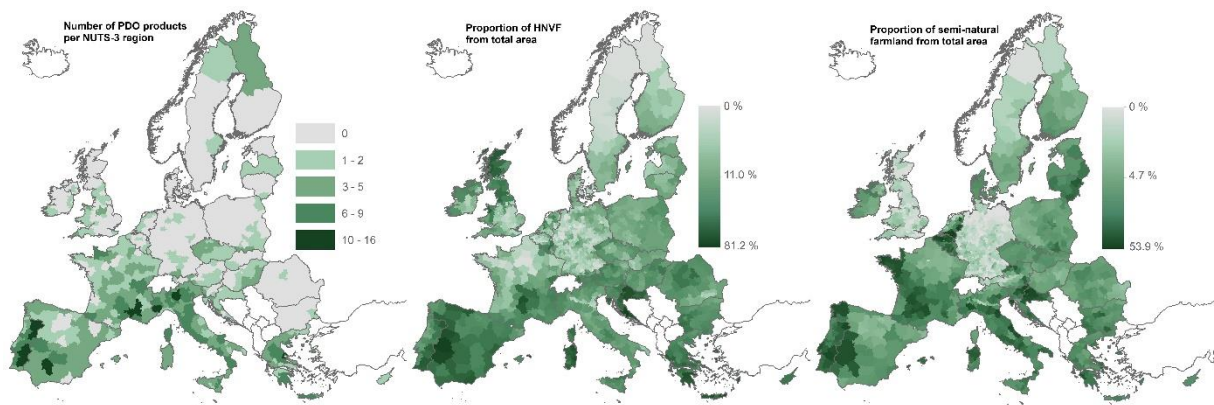 Number of PDO products
per NUTS-3 region
0
1 - 2
3 - 5
6 - 9
10 - 16
Proportion of HNVF
from total area
0 %
11.0 %
81.2 %
Proportion of semi-natural
farmland from total area
0 %
4.7 %
53.9 %